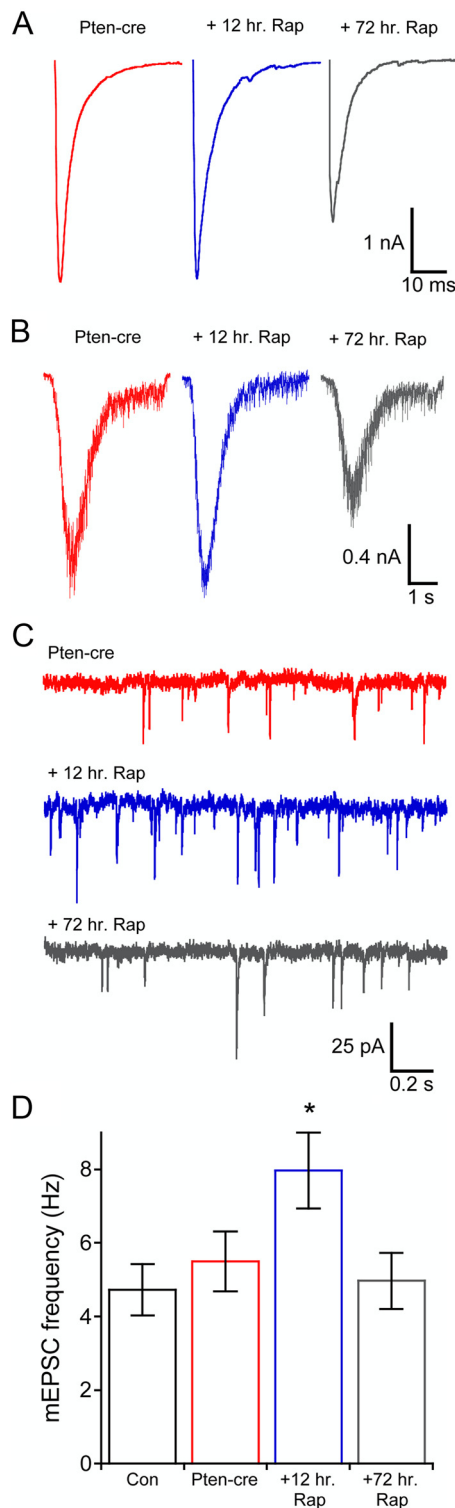 A
Pten-cre + 12 hr. Rap + 72 hr. Rap
1 nA
10 ms
B
Pten-cre + 12 hr. Rap + 72 hr. Rap
0.4 nA
1 s
C
Pten-cre
+ 12 hr. Rap
+ 72 hr. Rap
25 pA
0.2 s
D
*
mEPSC frequency (Hz)
8
6
4
2
0
Con Pten-cre +12 hr. Rap +72 hr. Rap